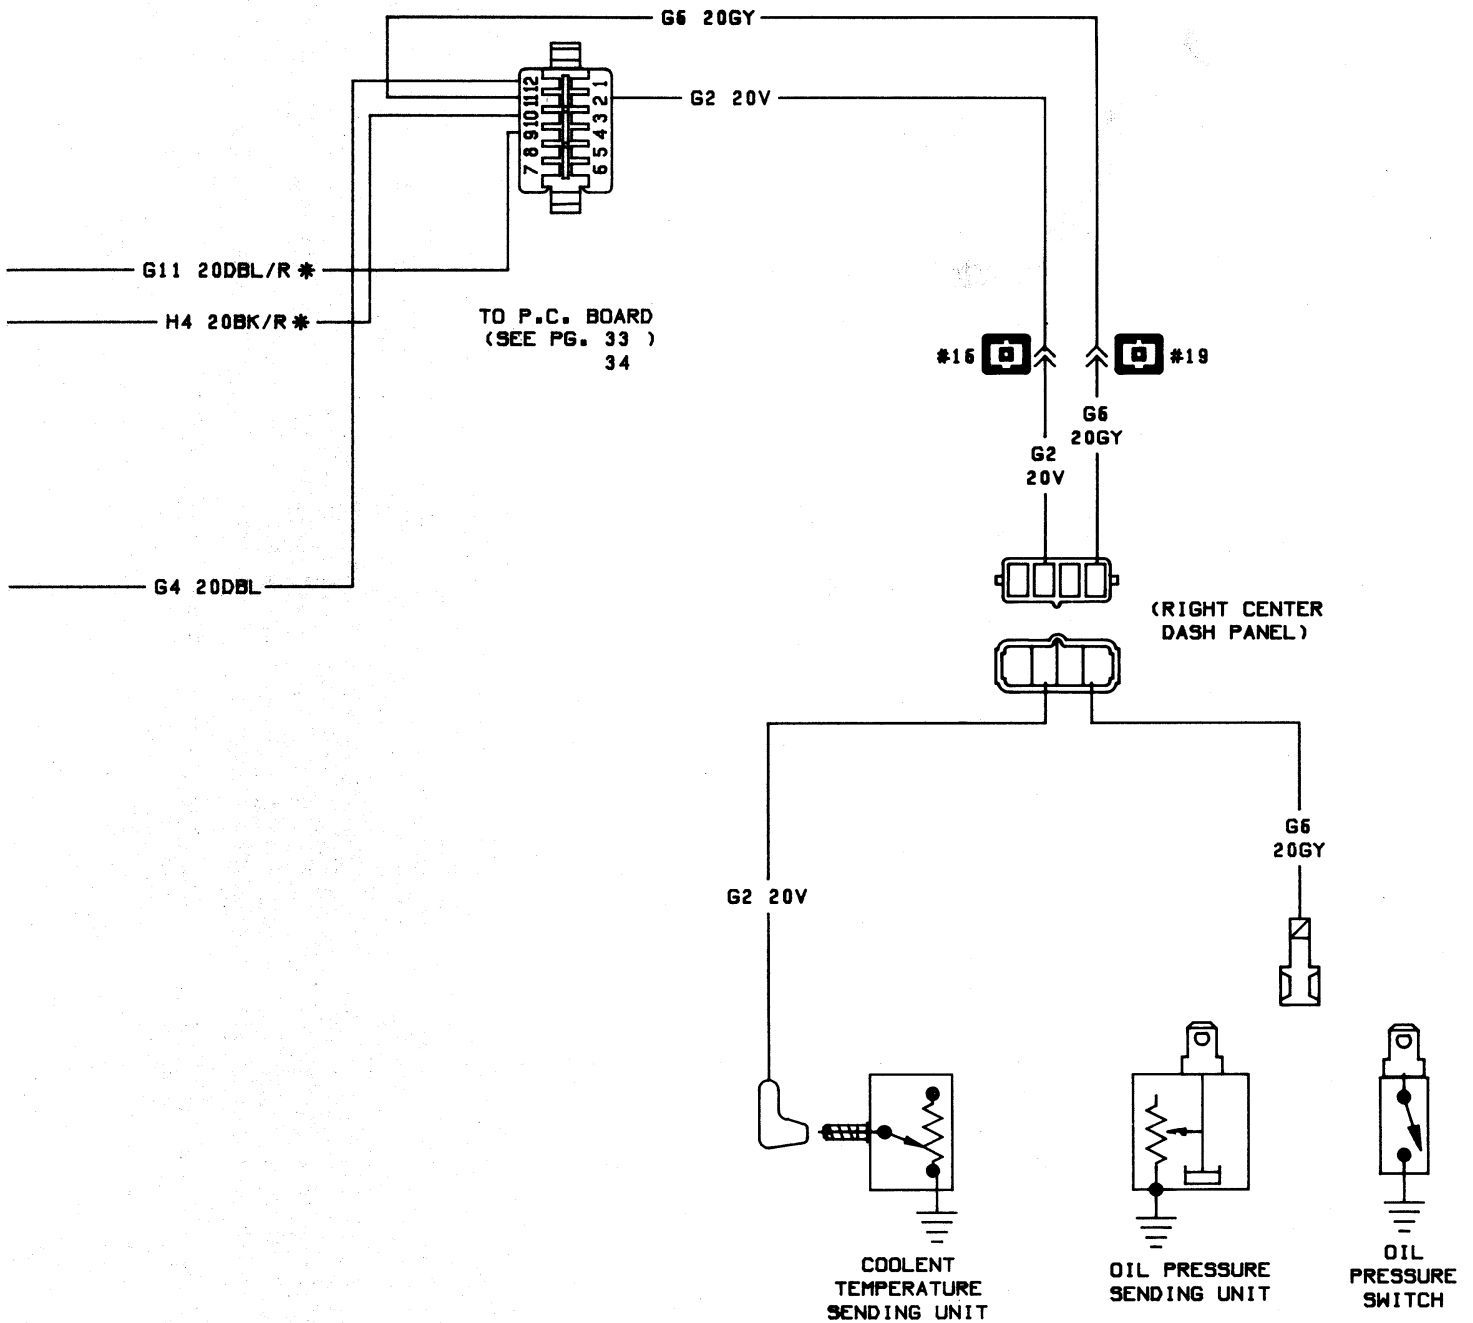 G6 20GY
G2 20V
12 1
11 2
10 3
9 4
8 5
7 6
G11 20DBL/R *
H4 20BK/R *
TO P.C. BOARD
(SEE PG. 33 )
34
#16
#19
G6
20GY
G2
20V
G4 20DBL
(RIGHT CENTER
DASH PANEL)
G6
20GY
G2 20V
COOLENT
TEMPERATURE
SENDING UNIT
OIL PRESSURE
SENDING UNIT
OIL
PRESSURE
SWITCH